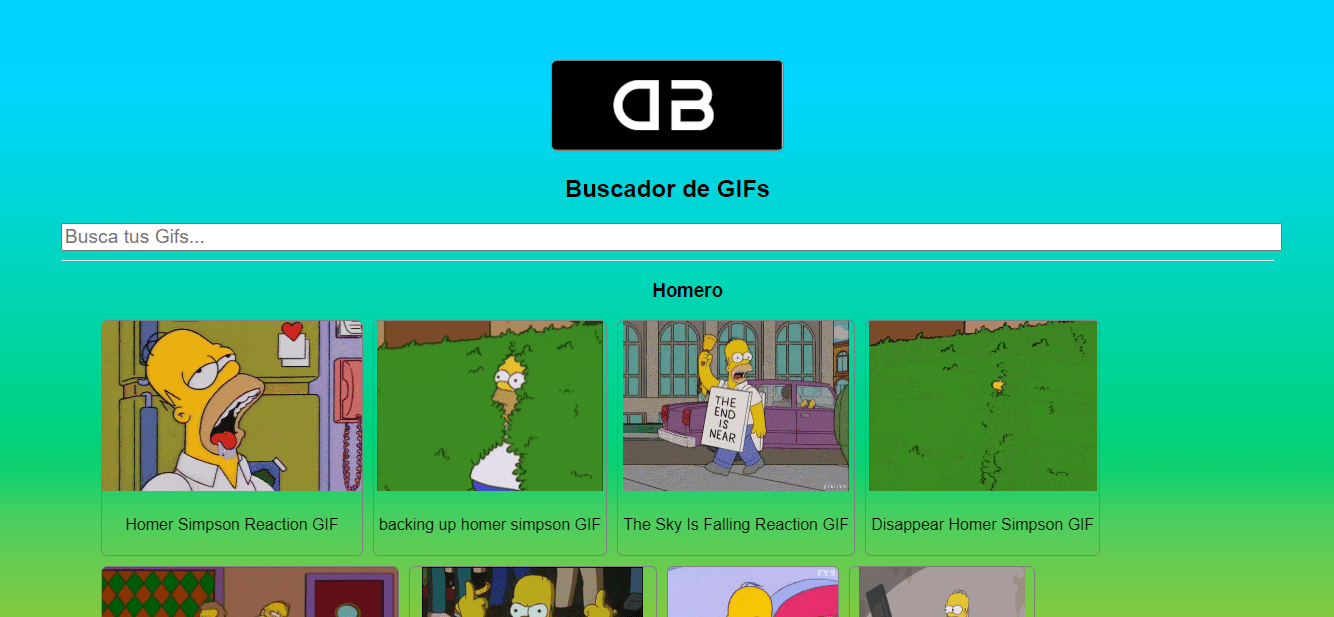 DB
Buscador de GIFs
Busca tus Gifs...
Homero
THE
END
IS
NEAR
Homer Simpson Reaction GIF
backing up homer simpson GIF
The Sky Is Falling Reaction GIF
Disappear Homer Simpson GIF
FYS